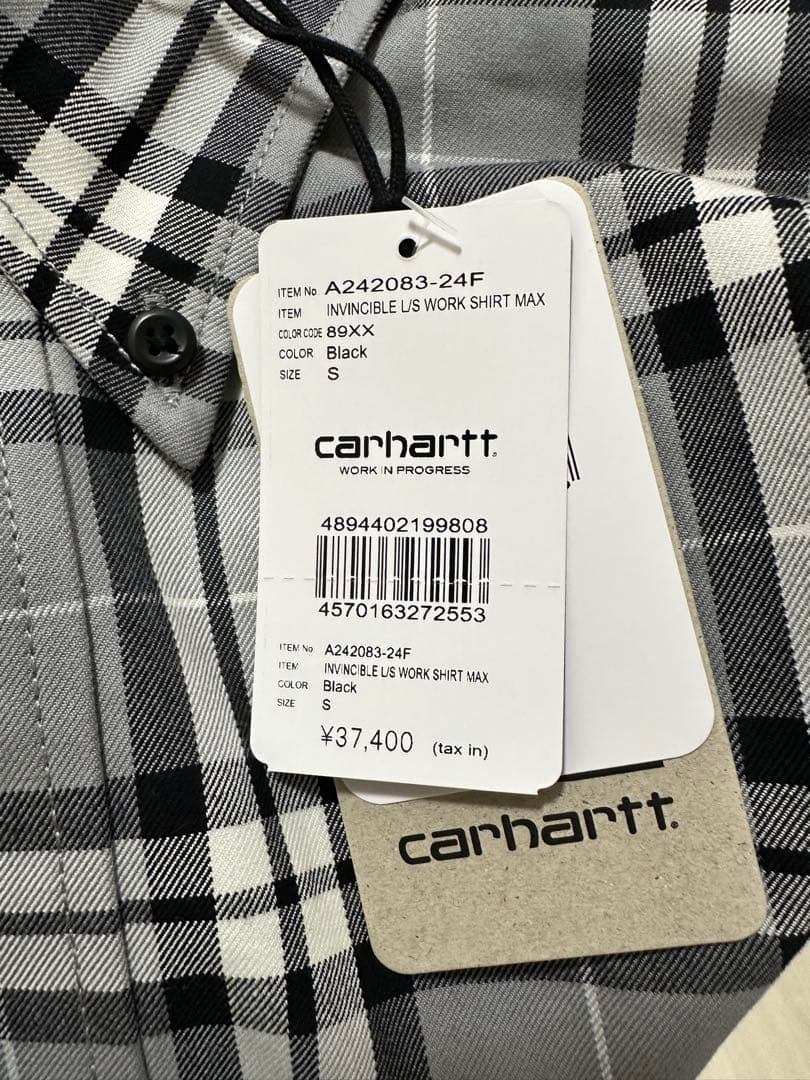 ITEM No A242083-24F
ITEM INVINCIBLE L/S WORK SHIRT MAX
COLOR CODE 89XX
COLOR Black
SIZE S
carhartt®
WORK IN PROGRESS
4894402199808
4570163272553
ITEM No A242083-24F
ITEM INVINCIBLE L/S WORK SHIRT MAX
COLOR Black
SIZE S
¥37,400 (tax in)
carhartt®